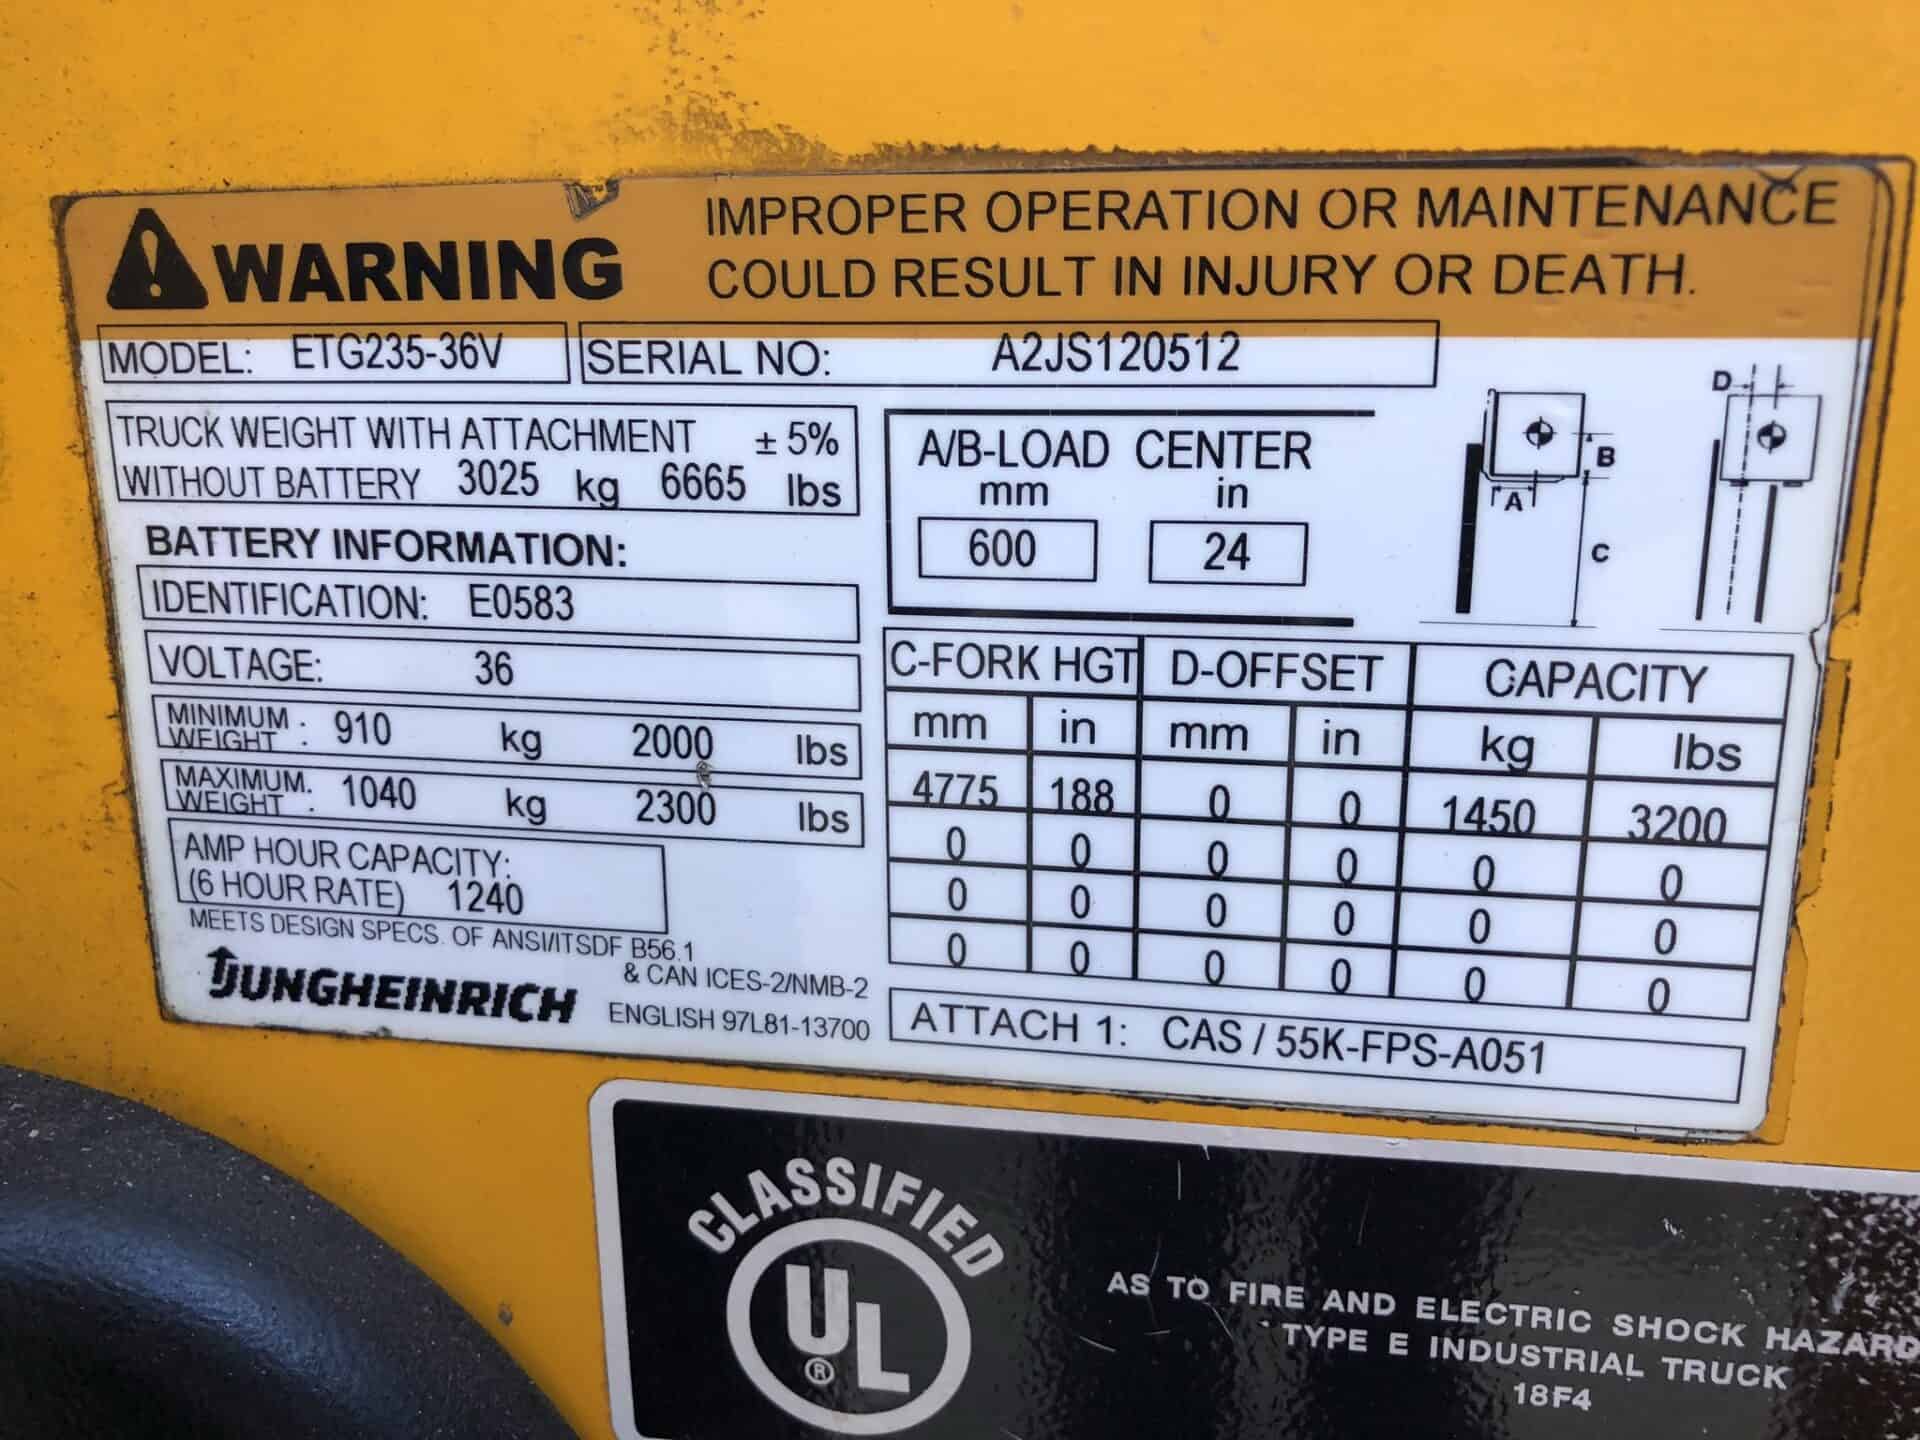 WARNING
IMPROPER OPERATION OR MAINTENANCE
COULD RESULT IN INJURY OR DEATH.
MODEL: ETG235-36V
SERIAL NO: A2JS120512
TRUCK WEIGHT WITH ATTACHMENT ± 5%
WITHOUT BATTERY 3025 kg 6665 lbs
BATTERY INFORMATION:
IDENTIFICATION: E0583
VOLTAGE: 36
MINIMUM
WEIGHT : 910 kg 2000 lbs
MAXIMUM
WEIGHT : 1040 kg 2300 lbs
AMP HOUR CAPACITY:
(6 HOUR RATE) 1240
MEETS DESIGN SPECS. OF ANSI/ITSDF B56.1
& CAN ICES-2/NMB-2
JUNGHEINRICH
ENGLISH 97L81-13700
A/B-LOAD CENTER
mm in
600 24
A
B
C
D
C-FORK HGT D-OFFSET CAPACITY
mm in mm in kg lbs
4775 188 0 0 1450 3200
0 0 0 0 0 0
0 0 0 0 0 0
0 0 0 0 0 0
ATTACH 1: CAS / 55K-FPS-A051
CLASSIFIED
UL
®
AS TO FIRE AND ELECTRIC SHOCK HAZARD
TYPE E INDUSTRIAL TRUCK
18F4